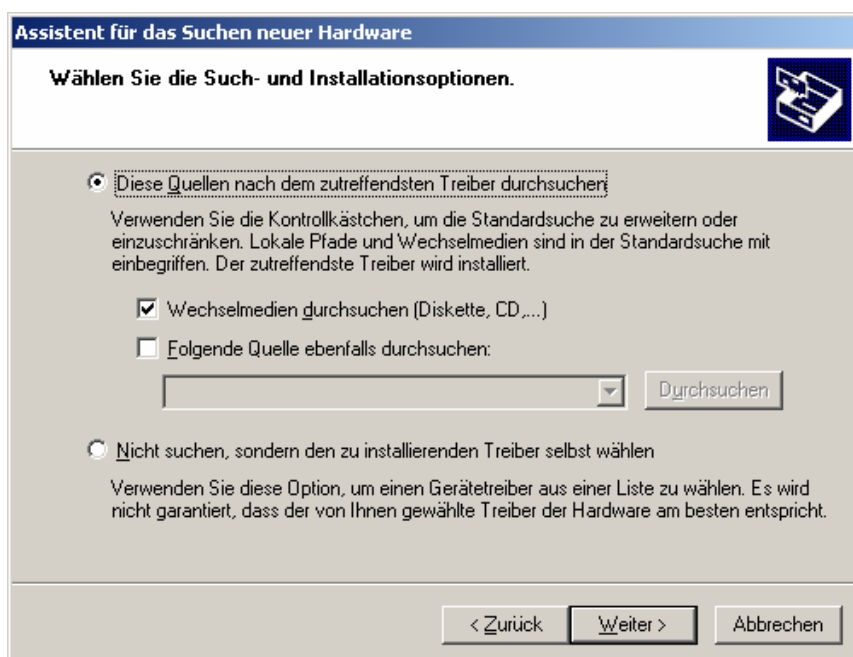 Assistent für das Suchen neuer Hardware
Wählen Sie die Such- und Installationsoptionen.
Diese Quellen nach dem zutreffendsten Treiber durchsuchen
Verwenden Sie die Kontrollkästchen, um die Standardsuche zu erweitern oder
einzuschränken. Lokale Pfade und Wechselmedien sind in der Standardsuche mit
einbegriffen. Der zutreffendste Treiber wird installiert.
Wechselmedien durchsuchen (Diskette, CD,...)
Folgende Quelle ebenfalls durchsuchen:
Durchsuchen
Nicht suchen, sondern den zu installierenden Treiber selbst wählen
Verwenden Sie diese Option, um einen Gerätetreiber aus einer Liste zu wählen. Es wird
nicht garantiert, dass der von Ihnen gewählte Treiber der Hardware am besten entspricht.
< Zurück Weiter > Abbrechen